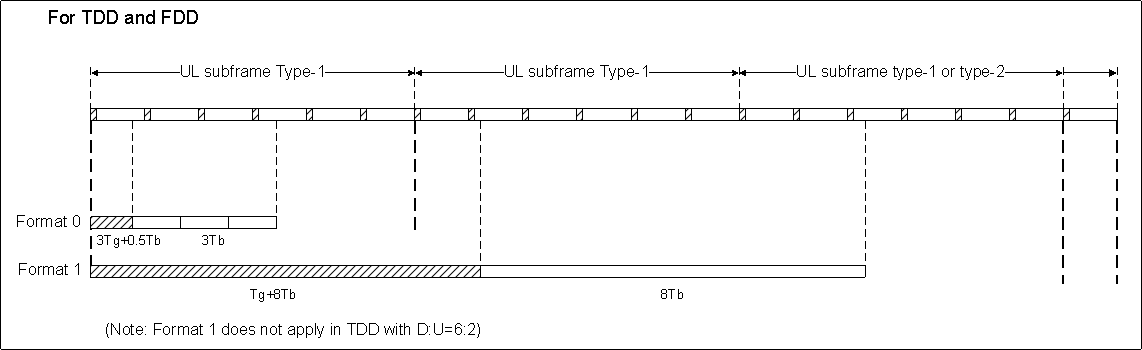 For TDD and FDD
UL subframe Type-1 UL subframe Type-1 UL subframe type-1 or type-2
Format 0
3Tg+0.5Tb 3Tb
Format 1
Tg+8Tb 8Tb
(Note: Format 1 does not apply in TDD with D:U=6:2)